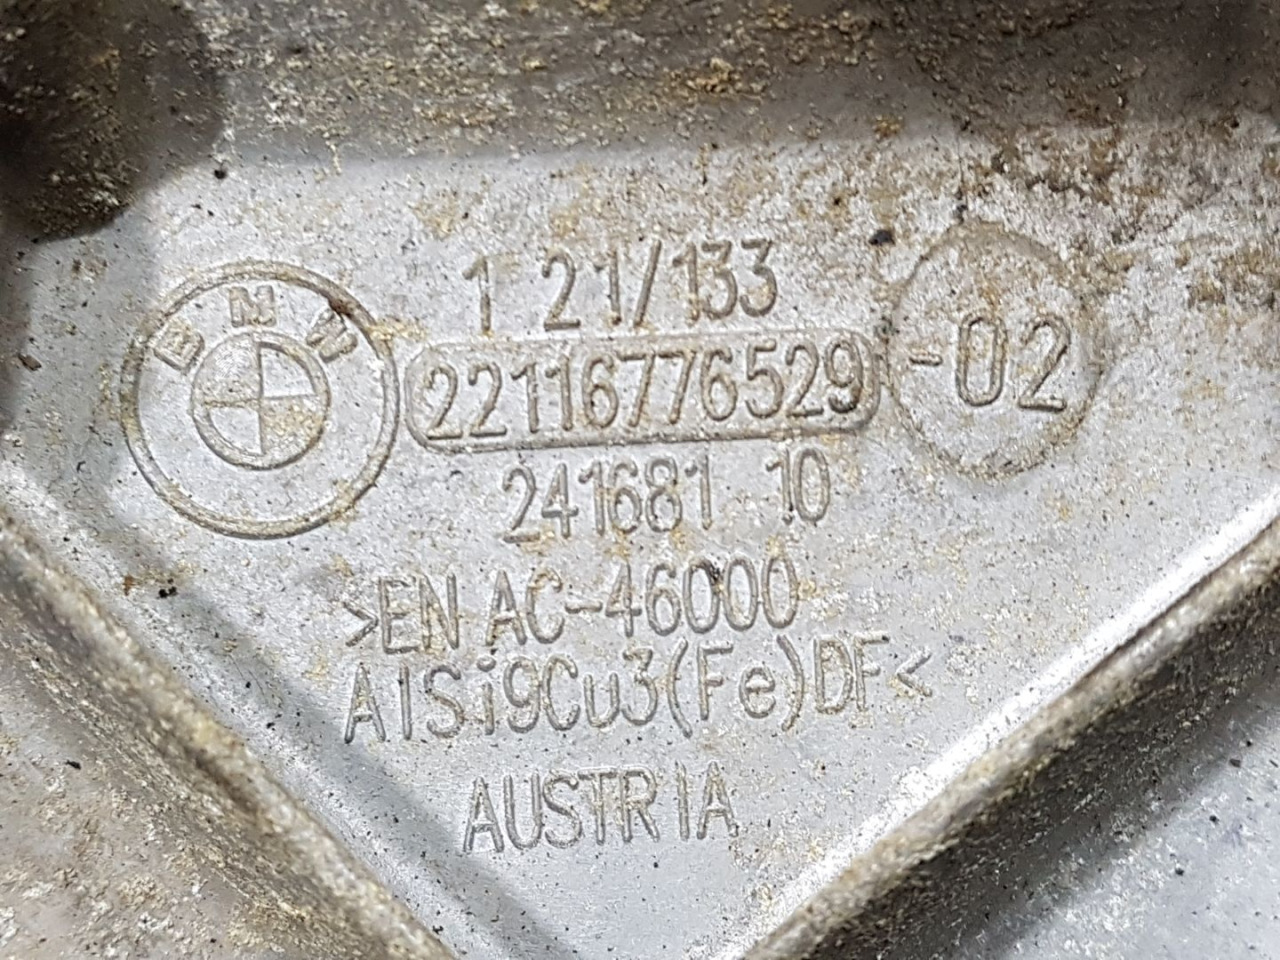 BMW
1 21/133
22116776529 -02
241681 10
>EN AC-46000
AlSi9Cu3(Fe)DF<
AUSTRIA